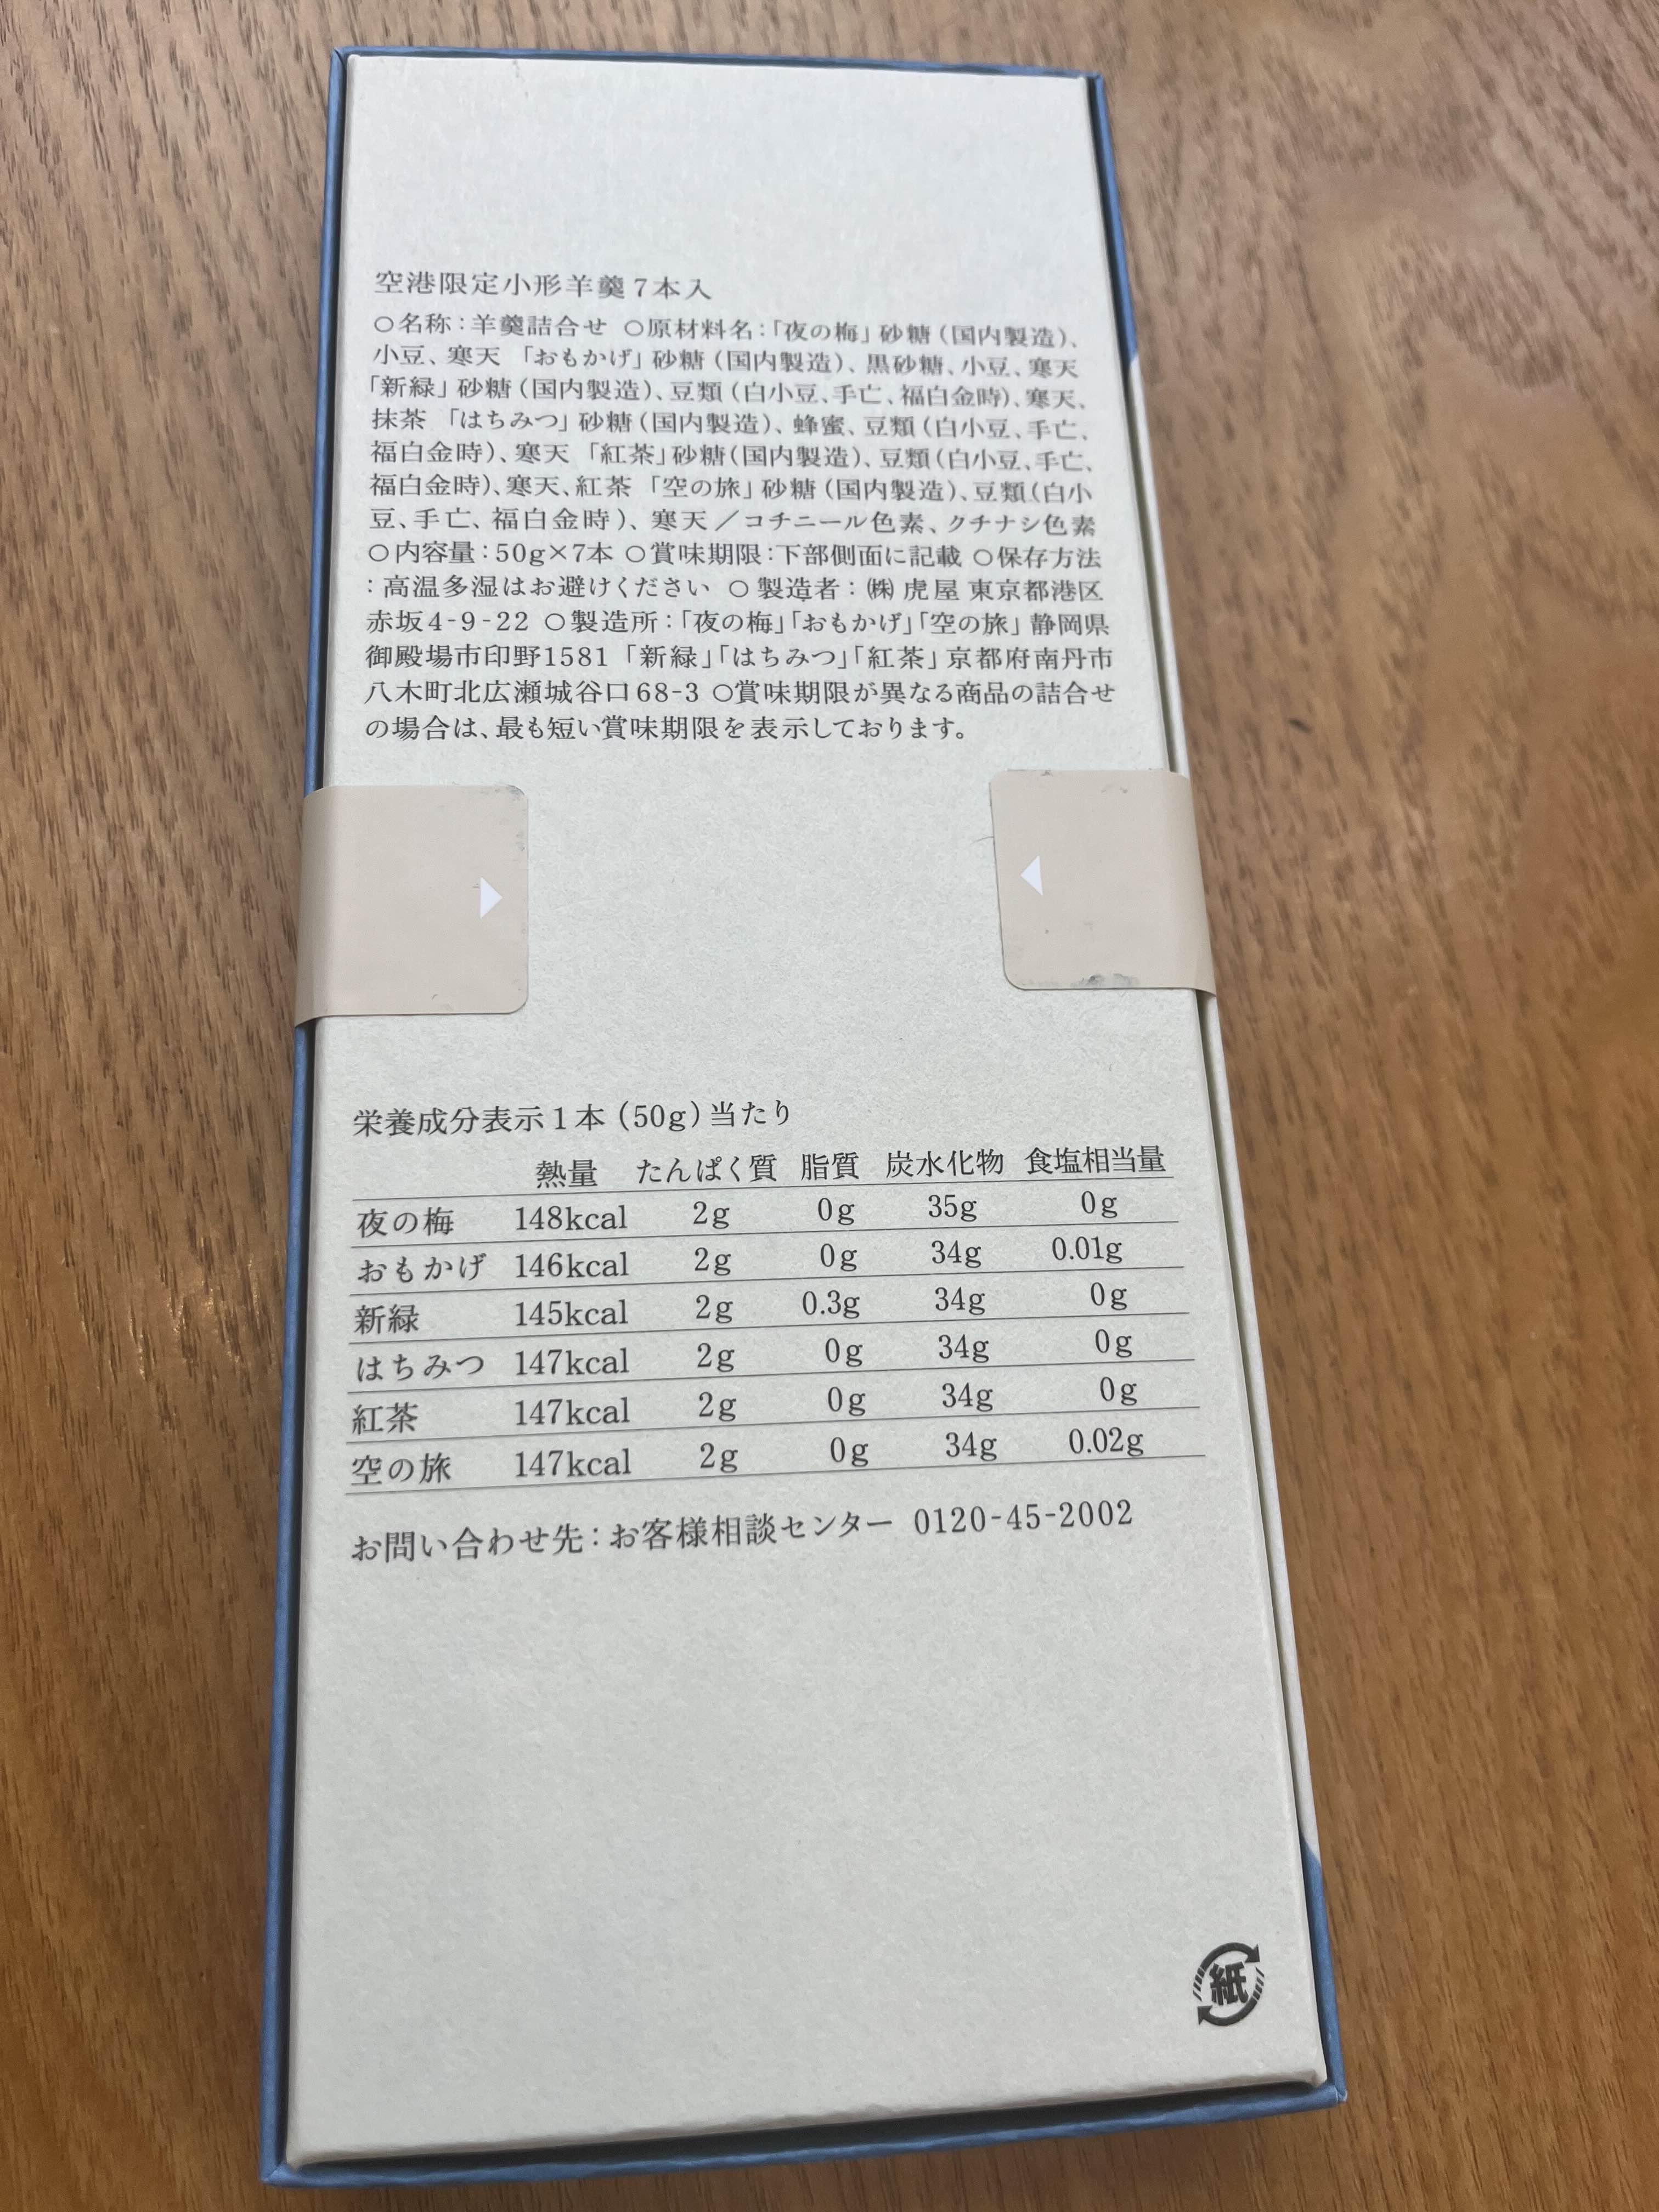 空港限定小形羊羹7本入
○名称：羊羹詰合せ ○原材料名：「夜の梅」砂糖（国内製造）、
小豆、寒天 「おもかげ」砂糖（国内製造）、黒砂糖、小豆、寒天
「新緑」砂糖（国内製造）、豆類（白小豆、手亡、福白金時）、寒天、
抹茶 「はちみつ」砂糖（国内製造）、蜂蜜、豆類（白小豆、手亡、
福白金時）、寒天 「紅茶」砂糖（国内製造）、豆類（白小豆、手亡、
福白金時）、寒天、紅茶 「空の旅」砂糖（国内製造）、豆類（白小
豆、手亡、福白金時）、寒天／コチニール色素、クチナシ色素
○内容量：50g×7本 ○賞味期限：下部側面に記載 ○保存方法
：高温多湿はお避けください ○製造者：㈱虎屋 東京都港区
赤坂4-9-22 ○製造所：「夜の梅」「おもかげ」「空の旅」静岡県
御殿場市印野1581 「新緑」「はちみつ」「紅茶」京都府南丹市
八木町北広瀬城谷口68-3 ○賞味期限が異なる商品の詰合せ
の場合は、最も短い賞味期限を表示しております。
栄養成分表示1本（50g）当たり
熱量 たんぱく質 脂質 炭水化物 食塩相当量
夜の梅 148kcal 2g 0g 35g 0g
おもかげ 146kcal 2g 0g 34g 0.01g
新緑 145kcal 2g 0.3g 34g 0g
はちみつ 147kcal 2g 0g 34g 0g
紅茶 147kcal 2g 0g 34g 0g
空の旅 147kcal 2g 0g 34g 0.02g
お問い合わせ先：お客様相談センター 0120-45-2002
紙